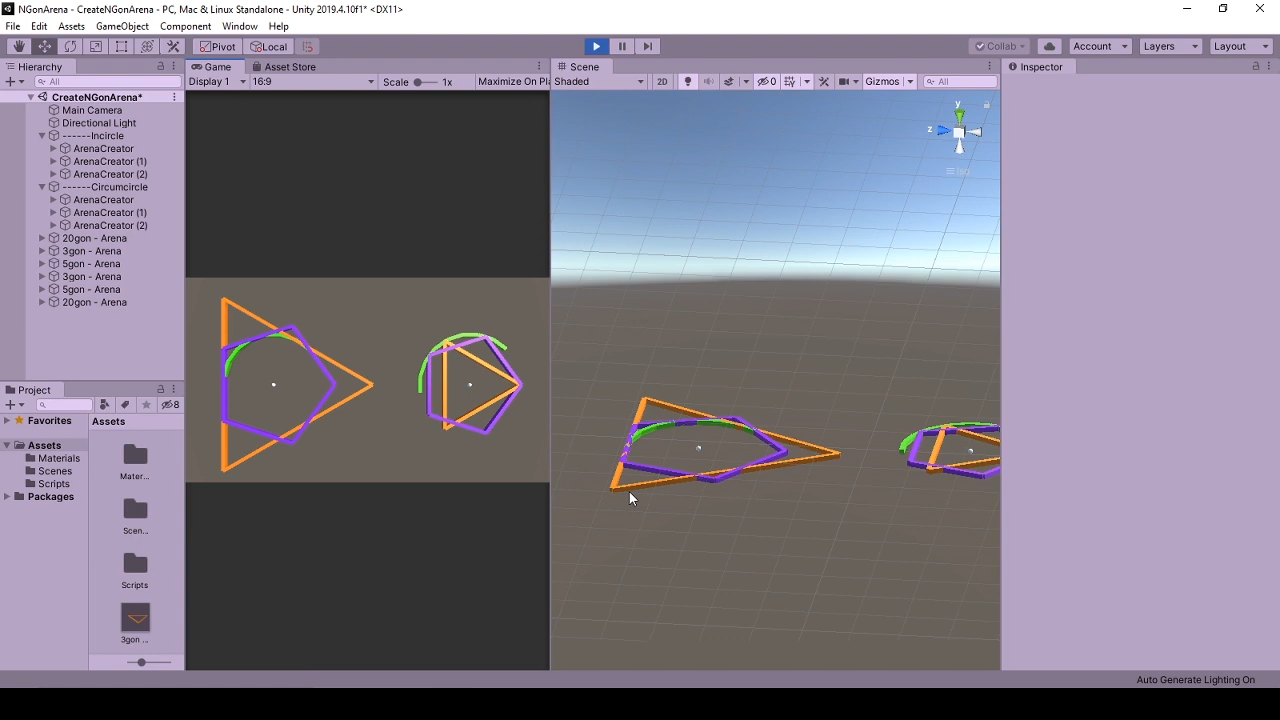 NGonArena - CreateNGonArena - PC, Mac & Linux Standalone - Unity 2019.4.10f1* <DX11>
File Edit Assets GameObject Component Window Help
Pivot Local Collab Account Layers Layout
Hierarchy
All
CreateNGonArena*
Main Camera
Directional Light
------Incircle
ArenaCreator
ArenaCreator (1)
ArenaCreator (2)
------Circumcircle
ArenaCreator
ArenaCreator (1)
ArenaCreator (2)
20gon - Arena
3gon - Arena
5gon - Arena
3gon - Arena
5gon - Arena
20gon - Arena
Project
8
Favorites
Assets
Materials
Scenes
Scripts
Packages
Assets
Mater...
Scen...
Scripts
3gon ...
Game Asset Store
Display 1 16:9 Scale 1x Maximize On Pl
Scene
Shaded 2D 0 Gizmos All
y
z
Inspector
Auto Generate Lighting On